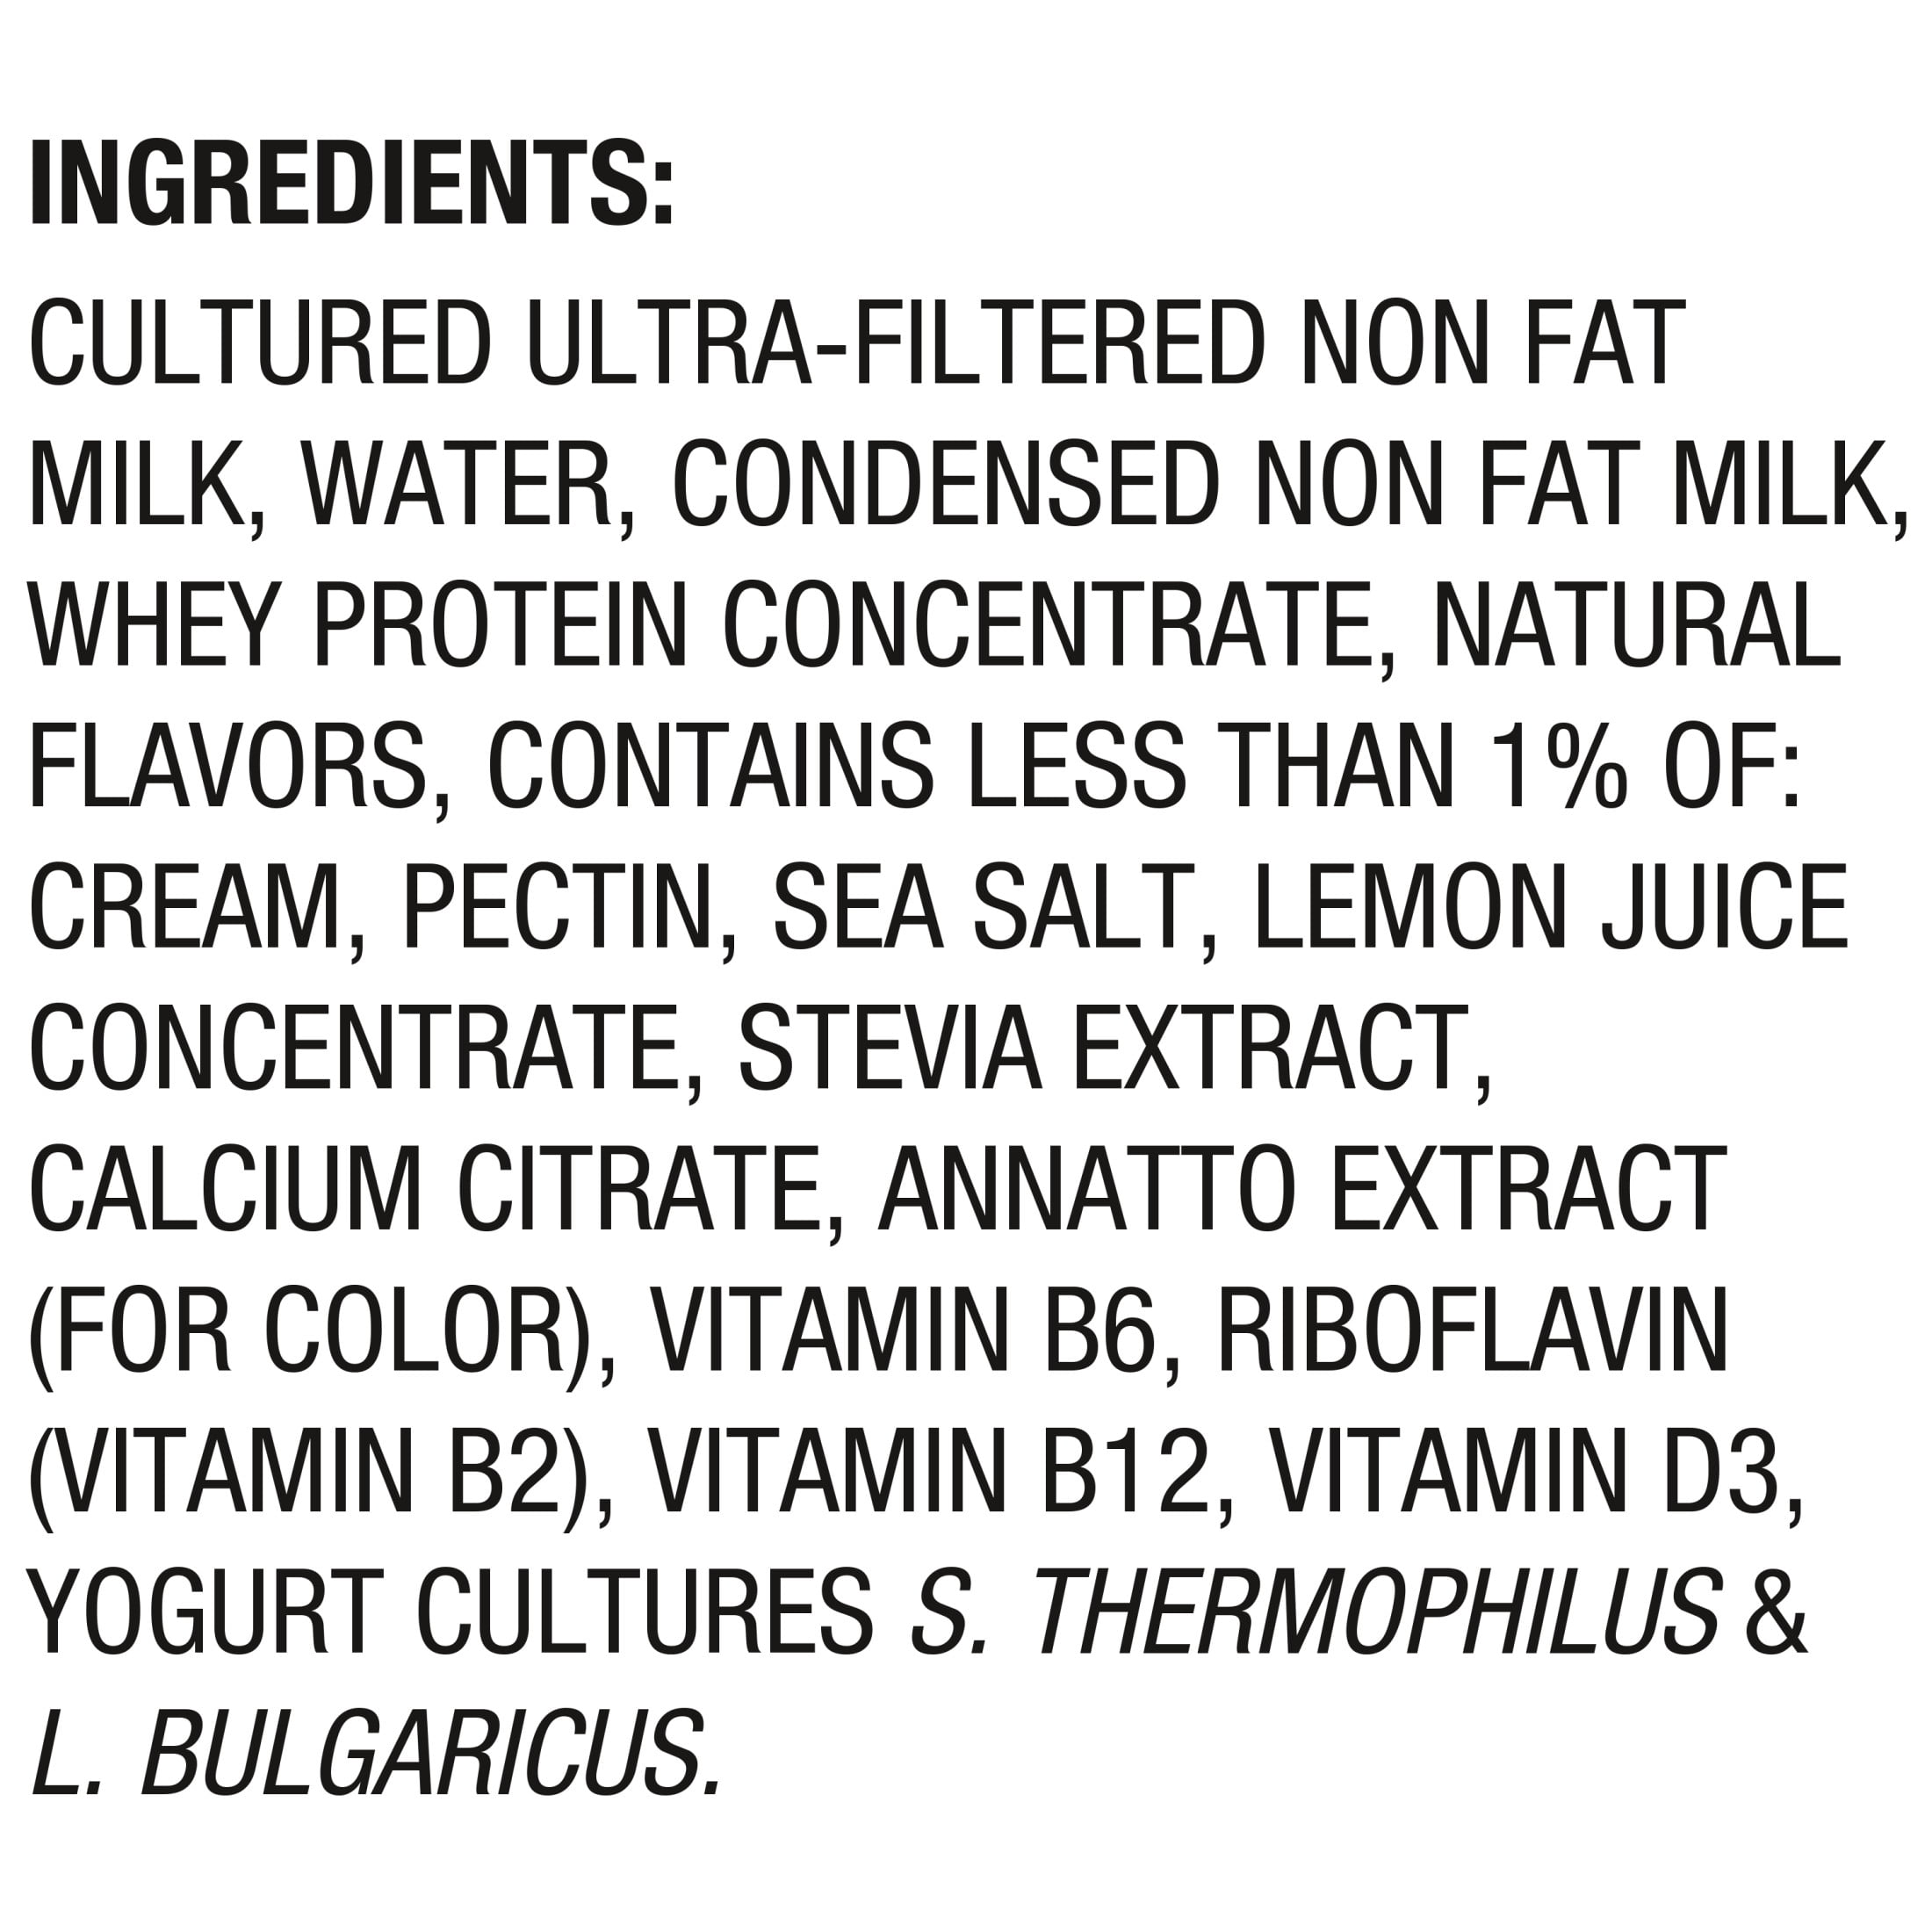 INGREDIENTS:
CULTURED ULTRA-FILTERED NON FAT
MILK, WATER, CONDENSED NON FAT MILK,
WHEY PROTEIN CONCENTRATE, NATURAL
FLAVORS, CONTAINS LESS THAN 1% OF:
CREAM, PECTIN, SEA SALT, LEMON JUICE
CONCENTRATE, STEVIA EXTRACT,
CALCIUM CITRATE, ANNATTO EXTRACT
(FOR COLOR), VITAMIN B6, RIBOFLAVIN
(VITAMIN B2), VITAMIN B12, VITAMIN D3,
YOGURT CULTURES S. THERMOPHILUS &
L. BULGARICUS.